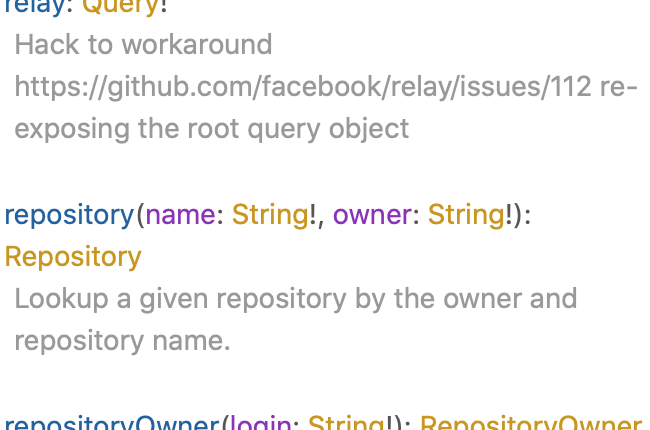 relay: Query!
Hack to workaround
https://github.com/facebook/relay/issues/112 re-
exposing the root query object
repository(name: String!, owner: String!):
Repository
Lookup a given repository by the owner and
repository name.
repositoryOwner(login: String!): RepositoryOwner